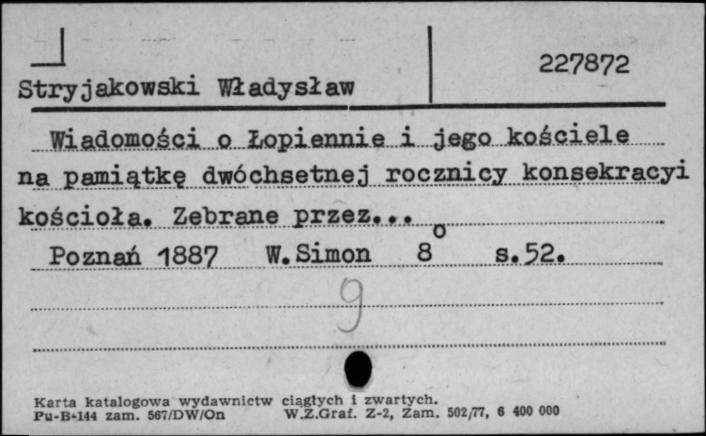 227872
Stryjakowski Władysław
Wiadomości o Łopiennie i jego kościele
na pamiątkę dwóchsetnej rocznicy konsekracyi
kościoła. Zebrane przez...
Poznań 1887 W.Simon 8° s.52.
9
Karta katalogowa wydawnictw ciągłych i zwartych.
Pu-B-144 zam. 567/DW/On W.Z.Graf. Z-2, Zam. 502/77, 6 400 000